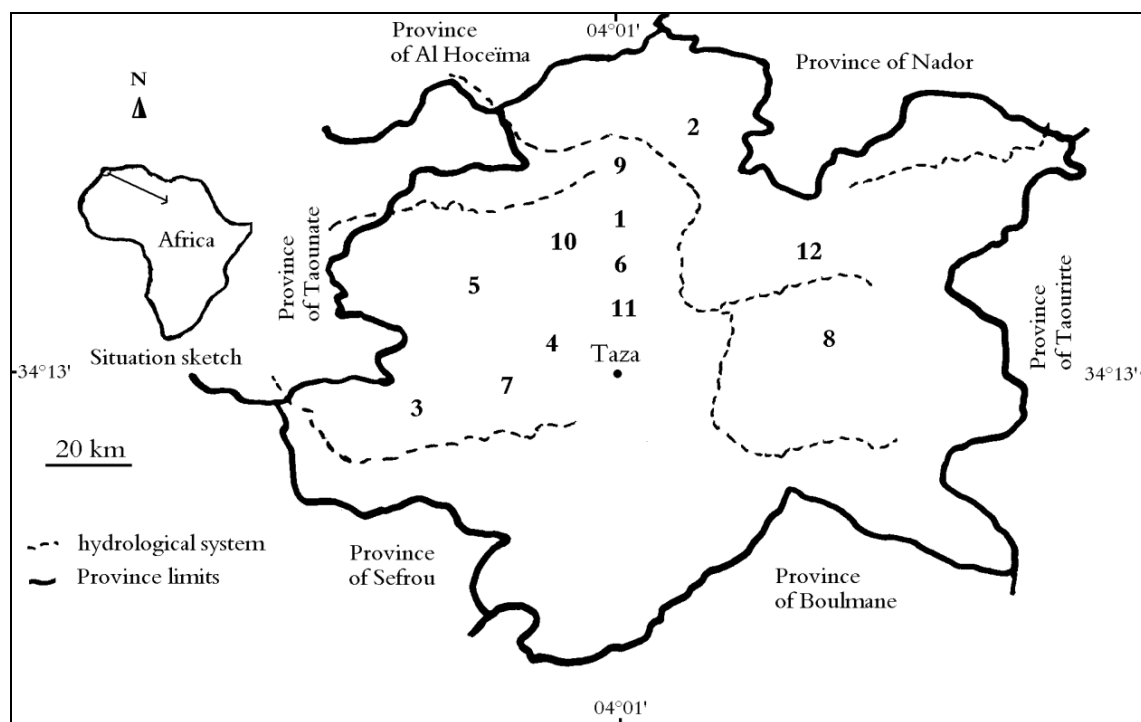 04°01'
Province
of Al Hoceïma
Province of Nador
N
2
9
1
Africa
10
12
Province
of Taounate
6
5
11
Province
of Taourirte
4
8
Taza
Situation sketch
34°13'
34°13'
7
3
20 km
hydrological system
Province limits
Province
of Sefrou
Province
of Boulmane
04°01'